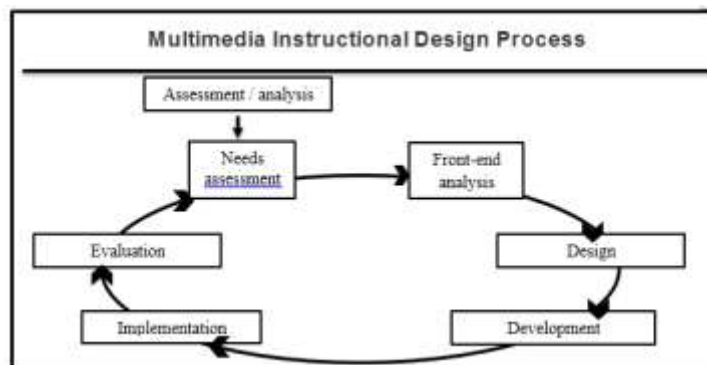 Multimedia Instructional Design Process
Assessment / analysis
Needs
assessment
Front-end
analysis
Evaluation
Design
Implementation
Development